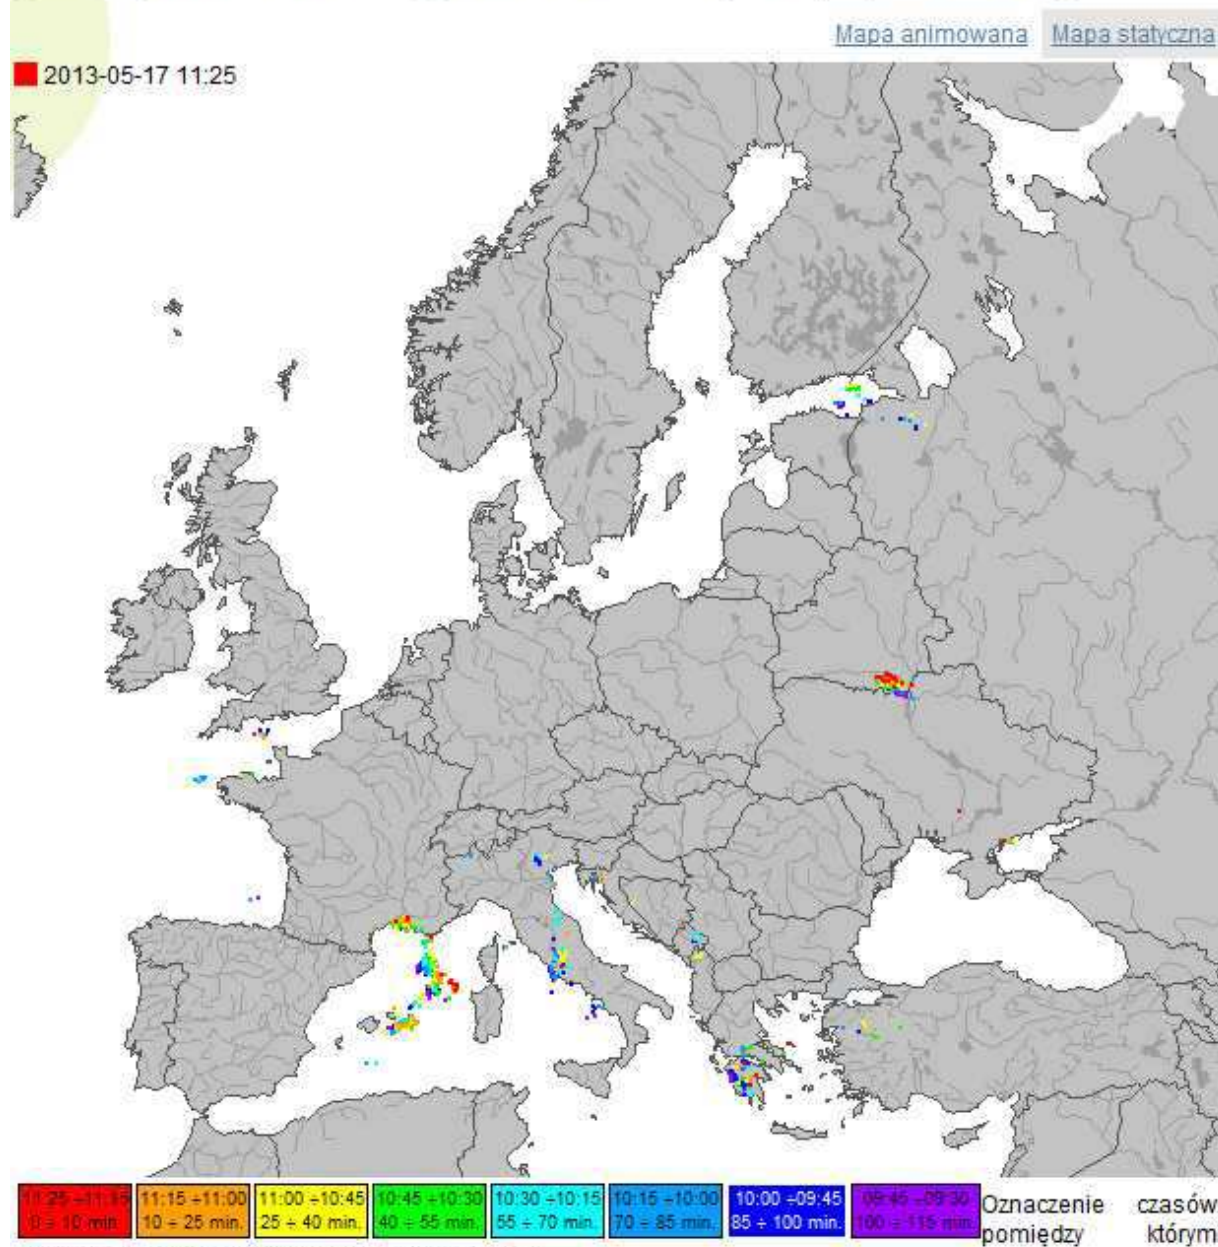 Mapa animowana Mapa statyczna
2013-05-17 11:25
11:25 ÷11:15 11:15 ÷11:00 11:00 ÷10:45 10:45 ÷10:30 10:30 ÷10:15 10:15 ÷10:00 10:00 ÷09:45 09:45 ÷09:30
0 ÷ 10 min. 10 ÷ 25 min. 25 ÷ 40 min. 40 ÷ 55 min. 55 ÷ 70 min. 70 ÷ 85 min. 85 ÷ 100 min. 100 ÷ 115 min.
Oznaczenie czasów
pomiędzy którym